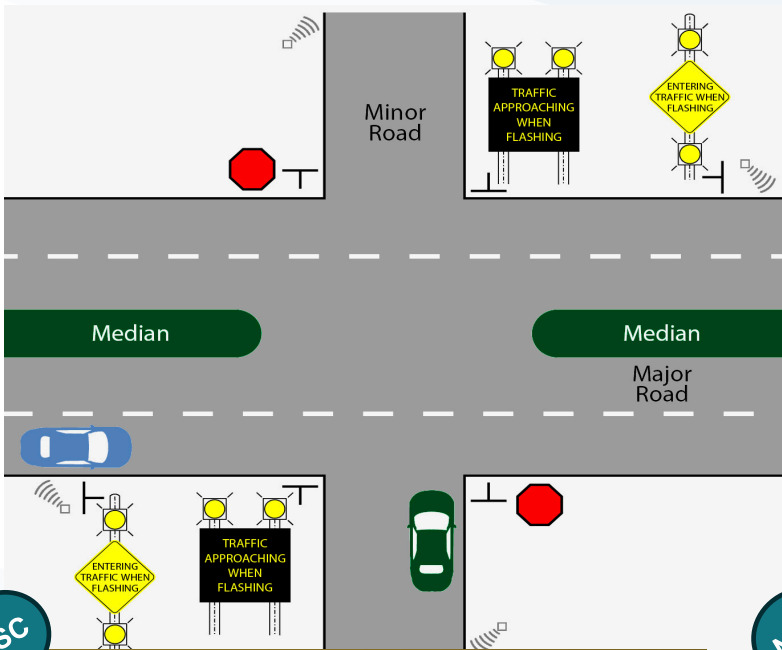 Minor
Road
TRAFFIC
APPROACHING
WHEN
FLASHING
ENTERING
TRAFFIC WHEN
FLASHING
Median
Median
Major
Road
ENTERING
TRAFFIC WHEN
FLASHING
TRAFFIC
APPROACHING
WHEN
FLASHING
SC